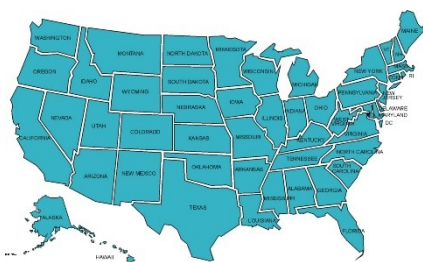 WASHINGTON
MONTANA
NORTH DAKOTA
MINNESOTA
MAINE
OREGON
IDAHO
WYOMING
SOUTH DAKOTA
WISCONSIN
MICHIGAN
NEW YORK
RI
NEVADA
UTAH
COLORADO
NEBRASKA
IOWA
ILLINOIS
INDIANA
OHIO
PENNSYLVANIA
JERSEY
DELAWARE
MARYLAND
DC
CALIFORNIA
KANSAS
MISSOURI
KENTUCKY
VIRGINIA
ARIZONA
NEW MEXICO
OKLAHOMA
ARKANSAS
TENNESSEE
NORTH CAROLINA
SOUTH
CAROLINA
TEXAS
LOUISIANA
MISSISSIPPI
ALABAMA
GEORGIA
FLORIDA
ALASKA
HAWAII